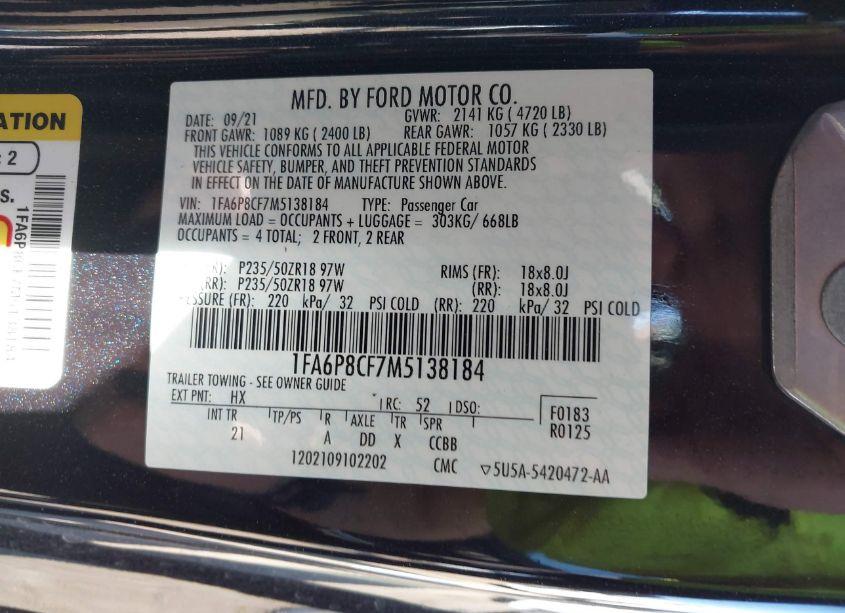 ATION
: 2
S.
MFD. BY FORD MOTOR CO.
DATE: 09/21 GVWR: 2141 KG ( 4720 LB)
FRONT GAWR: 1089 KG ( 2400 LB) REAR GAWR: 1057 KG ( 2330 LB)
THIS VEHICLE CONFORMS TO ALL APPLICABLE FEDERAL MOTOR
VEHICLE SAFETY, BUMPER, AND THEFT PREVENTION STANDARDS
IN EFFECT ON THE DATE OF MANUFACTURE SHOWN ABOVE.
VIN: 1FA6P8CF7M5138184 TYPE: Passenger Car
MAXIMUM LOAD = OCCUPANTS + LUGGAGE = 303KG/ 668LB
OCCUPANTS = 4 TOTAL; 2 FRONT, 2 REAR
R): P235/50ZR18 97W RIMS (FR): 18x8.0J
(RR): P235/50ZR18 97W (RR): 18x8.0J
ESSURE (FR): 220 kPa/ 32 PSI COLD (RR): 220 kPa/ 32 PSI COLD
1FA6P8CF7M5138184
TRAILER TOWING - SEE OWNER GUIDE
EXT PNT: HX RC: 52 DSO: F0183
INT TR TP/PS R AXLE TR SPR R0125
21 A DD X CCBB
1202109102202 CMC ▽5U5A-5420472-AA
1FA6P8CF7M5138184